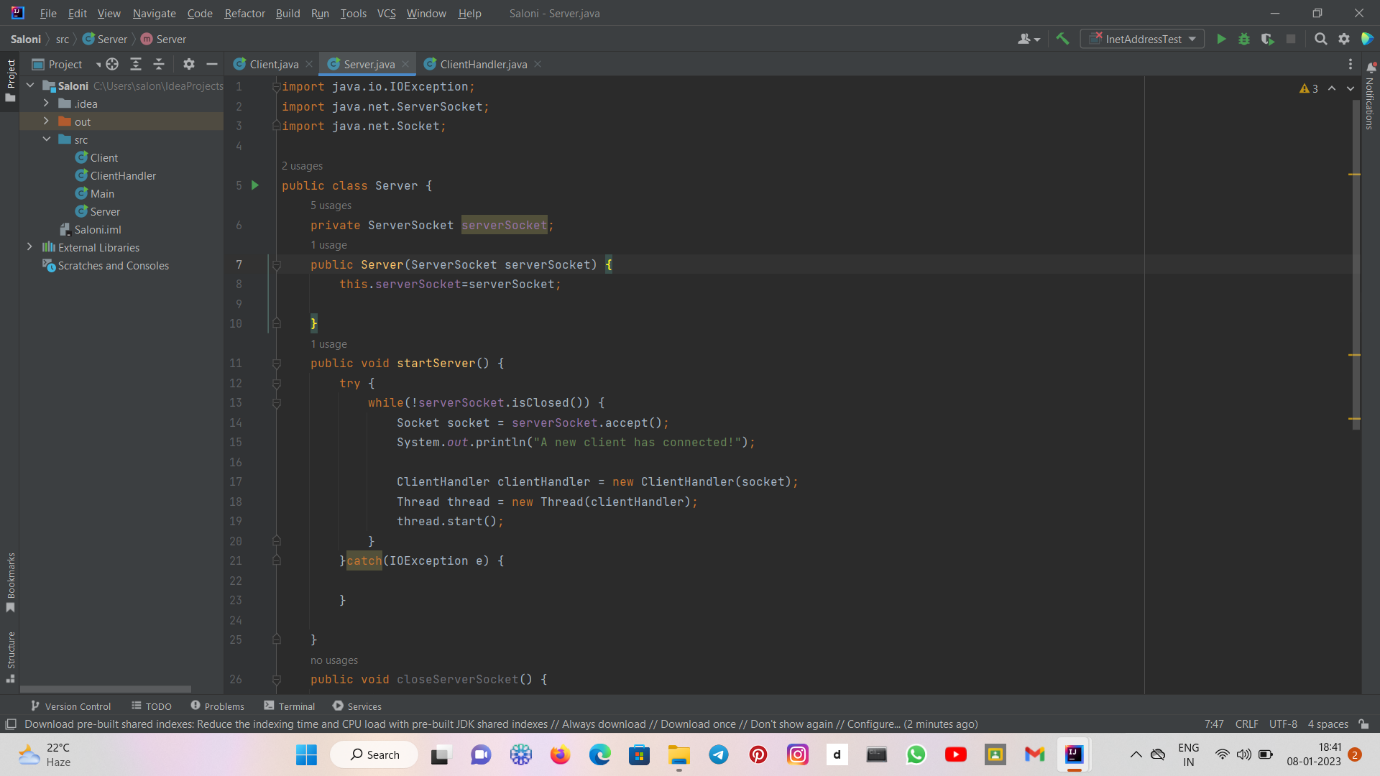 File Edit View Navigate Code Refactor Build Run Tools VCS Window Help Saloni - Server.java
Saloni src Server Server InetAddressTest
Project Client.java Server.java ClientHandler.java
Project
Saloni C:\Users\salon\IdeaProjects
.idea
out
src
Client
ClientHandler
Main
Server
Saloni.iml
External Libraries
Scratches and Consoles
Bookmarks
Structure
1 import java.io.IOException;
2 import java.net.ServerSocket;
3 import java.net.Socket;
4
2 usages
5 public class Server {
5 usages
6 private ServerSocket serverSocket;
1 usage
7 public Server(ServerSocket serverSocket) {
8 this.serverSocket=serverSocket;
9
10 }
1 usage
11 public void startServer() {
12 try {
13 while(!serverSocket.isClosed()) {
14 Socket socket = serverSocket.accept();
15 System.out.println("A new client has connected!");
16
17 ClientHandler clientHandler = new ClientHandler(socket);
18 Thread thread = new Thread(clientHandler);
19 thread.start();
20 }
21 }catch(IOException e) {
22
23 }
24
25 }
no usages
26 public void closeServerSocket() {
3
Notifications
Version Control TODO Problems Terminal Services
Download pre-built shared indexes: Reduce the indexing time and CPU load with pre-built JDK shared indexes // Always download // Download once // Don't show again // Configure... (2 minutes ago) 7:47 CRLF UTF-8 4 spaces
22°C
Haze
Search
d
ENG
IN
18:41
08-01-2023
2